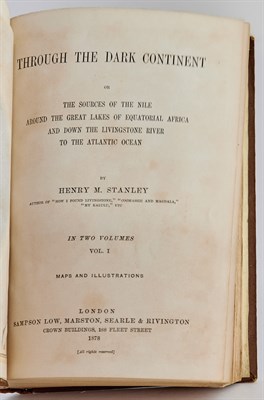 THROUGH THE DARK CONTINENT
OR
THE SOURCES OF THE NILE
AROUND THE GREAT LAKES OF EQUATORIAL AFRICA
AND DOWN THE LIVINGSTONE RIVER
TO THE ATLANTIC OCEAN
BY
HENRY M. STANLEY
AUTHOR OF "HOW I FOUND LIVINGSTONE," "COOMASSIE AND MAGDALA,"
"MY KALULU," ETC
IN TWO VOLUMES
VOL. I
MAPS AND ILLUSTRATIONS
LONDON
SAMPSON LOW, MARSTON, SEARLE & RIVINGTON
CROWN BUILDINGS, 188 FLEET STREET
1878
[All rights reserved]